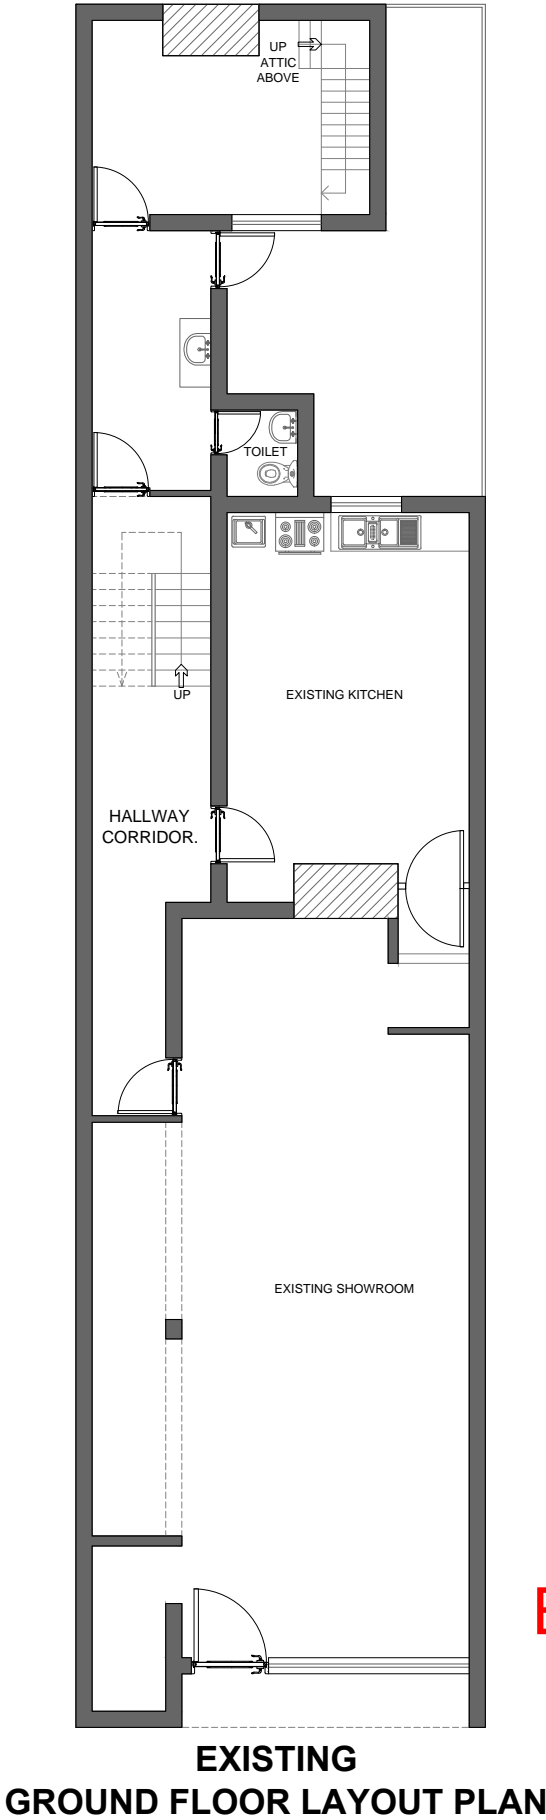 UP
ATTIC
ABOVE
TOILET
UP
EXISTING KITCHEN
HALLWAY
CORRIDOR.
EXISTING SHOWROOM
EXISTING
GROUND FLOOR LAYOUT PLAN